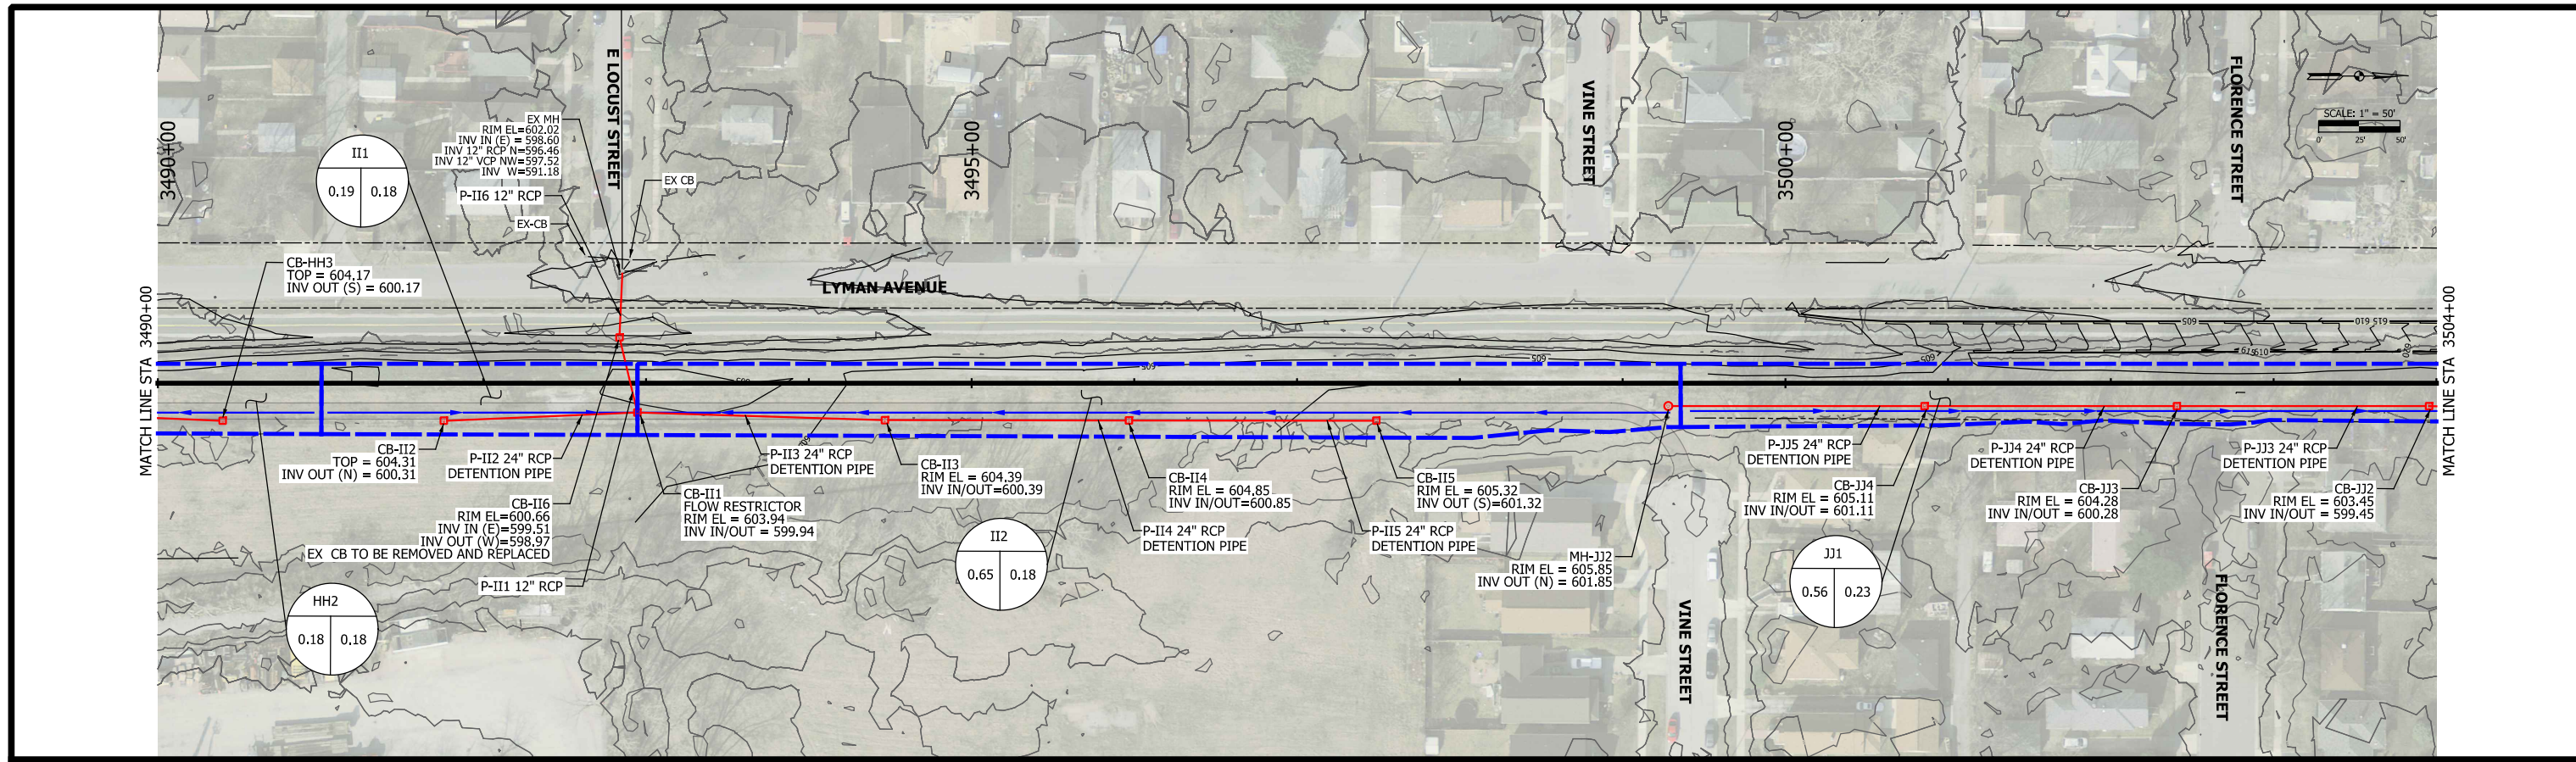 MATCH LINE STA 3490+00
3490+00
II1
0.19 0.18
EX MH
RIM EL=602.02
INV IN (E) = 598.60
INV 12" RCP N=596.46
INV 12" VCP NW=597.52
INV W=591.18
P-II6 12" RCP
EX-CB
E LOCUST STREET
EX CB
3495+00
VINE STREET
3500+00
FLORENCE STREET
SCALE: 1" = 50'
0' 25' 50'
CB-HH3
TOP = 604.17
INV OUT (S) = 600.17
LYMAN AVENUE
605
615 610
605
605
605
610
CB-II2
TOP = 604.31
INV OUT (N) = 600.31
P-II2 24" RCP
DETENTION PIPE
CB-II6
RIM EL=600.66
INV IN (E)=599.51
INV OUT (W)=598.97
EX CB TO BE REMOVED AND REPLACED
P-II1 12" RCP
P-II3 24" RCP
DETENTION PIPE
CB-II1
FLOW RESTRICTOR
RIM EL = 603.94
INV IN/OUT = 599.94
CB-II3
RIM EL = 604.39
INV IN/OUT=600.39
II2
0.65 0.18
CB-II4
RIM EL = 604.85
INV IN/OUT=600.85
P-II4 24" RCP
DETENTION PIPE
CB-II5
RIM EL = 605.32
INV OUT (S)=601.32
P-II5 24" RCP
DETENTION PIPE
MH-JJ2
RIM EL = 605.85
INV OUT (N) = 601.85
P-JJ5 24" RCP
DETENTION PIPE
CB-JJ4
RIM EL = 605.11
INV IN/OUT = 601.11
JJ1
0.56 0.23
P-JJ4 24" RCP
DETENTION PIPE
CB-JJ3
RIM EL = 604.28
INV IN/OUT = 600.28
P-JJ3 24" RCP
DETENTION PIPE
CB-JJ2
RIM EL = 603.45
INV IN/OUT = 599.45
HH2
0.18 0.18
VINE STREET
FLORENCE STREET
MATCH LINE STA 3504+00